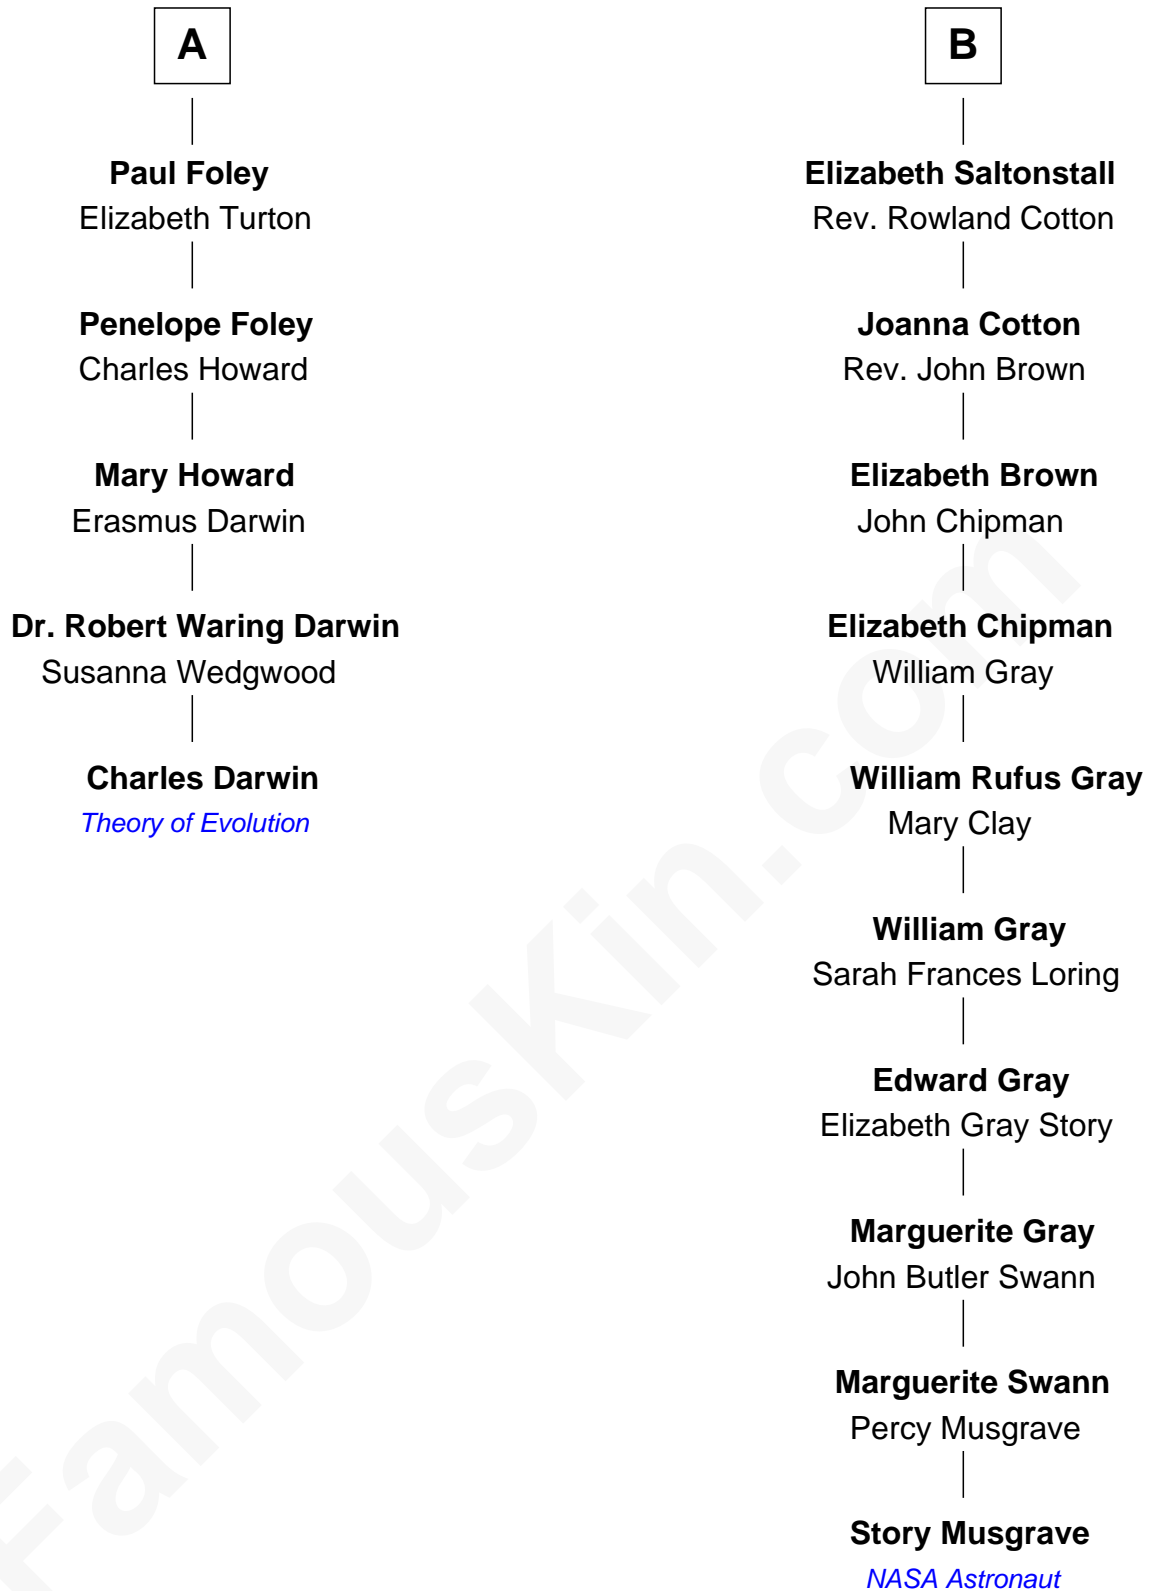 A
Paul Foley
Elizabeth Turton
Penelope Foley
Charles Howard
Mary Howard
Erasmus Darwin
Dr. Robert Waring Darwin
Susanna Wedgwood
Charles Darwin
Theory of Evolution
B
Elizabeth Saltonstall
Rev. Rowland Cotton
Joanna Cotton
Rev. John Brown
Elizabeth Brown
John Chipman
Elizabeth Chipman
William Gray
William Rufus Gray
Mary Clay
William Gray
Sarah Frances Loring
Edward Gray
Elizabeth Gray Story
Marguerite Gray
John Butler Swann
Marguerite Swann
Percy Musgrave
Story Musgrave
NASA Astronaut
FamousKin.com